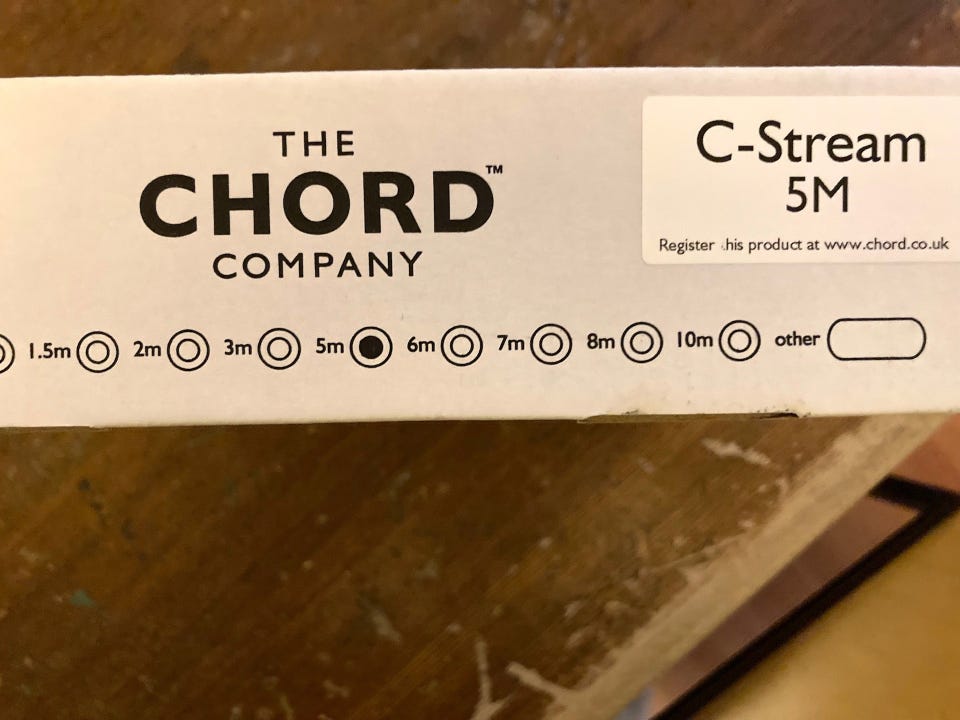 THE
CHORD™
COMPANY
C-Stream
5M
Register this product at www.chord.co.uk
1.5m 2m 3m 5m 6m 7m 8m 10m other